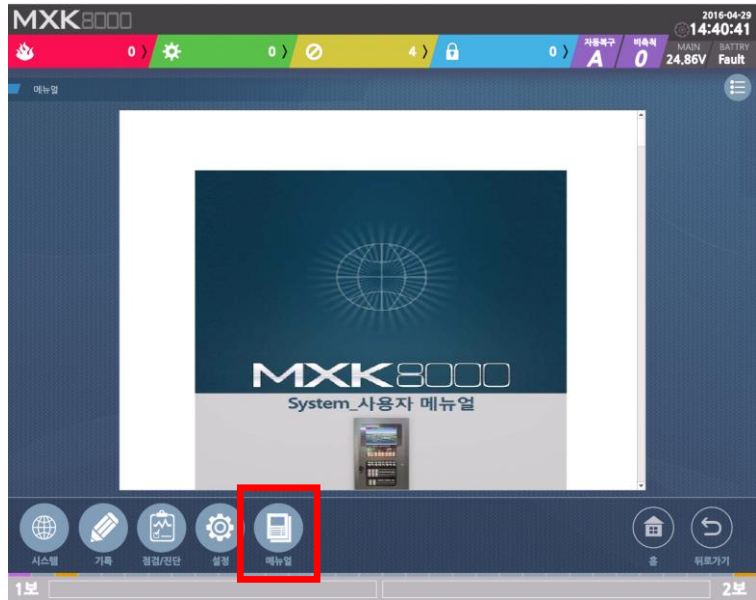 MXK8000
2016-04-29
14:40:41
0 〉
0 〉
4 〉
0 〉
자동복구
A
비축척
0
MAIN
24.86V
BATTRY
Fault
메뉴얼
MXK8000
System_사용자 메뉴얼
시스템
기록
점검/진단
설정
메뉴얼
홈
뒤로가기
1보
2보